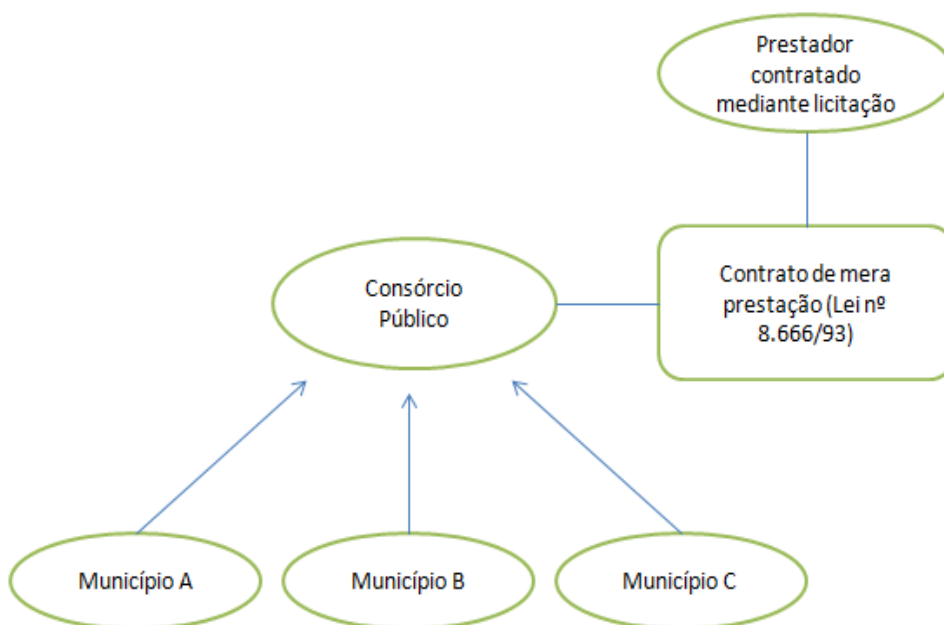 Prestador
contratado
mediante licitação
Consórcio
Público
Contrato de mera
prestação (Lei nº
8.666/93)
Município A
Município B
Município C